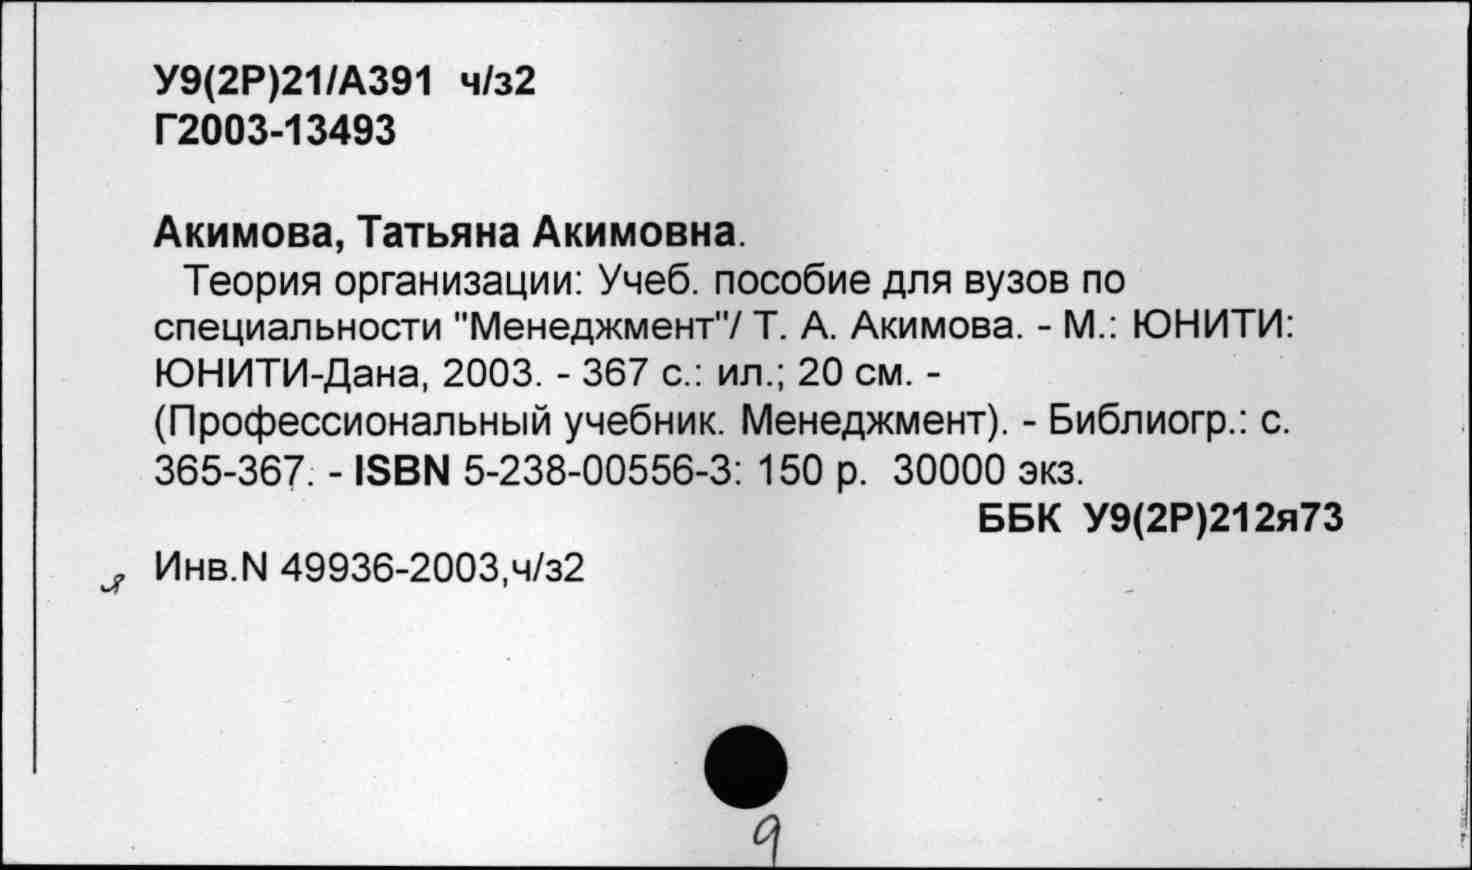 У9(2Р)21/А391 ч/з2
Г2003-13493
Акимова, Татьяна Акимовна.
Теория организации: Учеб. пособие для вузов по
специальности "Менеджмент"/ Т. А. Акимова. - М.: ЮНИТИ:
ЮНИТИ-Дана, 2003. - 367 с.: ил.; 20 см. -
(Профессиональный учебник. Менеджмент). - Библиогр.: с.
365-367. - ISBN 5-238-00556-3: 150 р. 30000 экз.
ББК У9(2Р)212я73
Инв.N 49936-2003,ч/з2
9